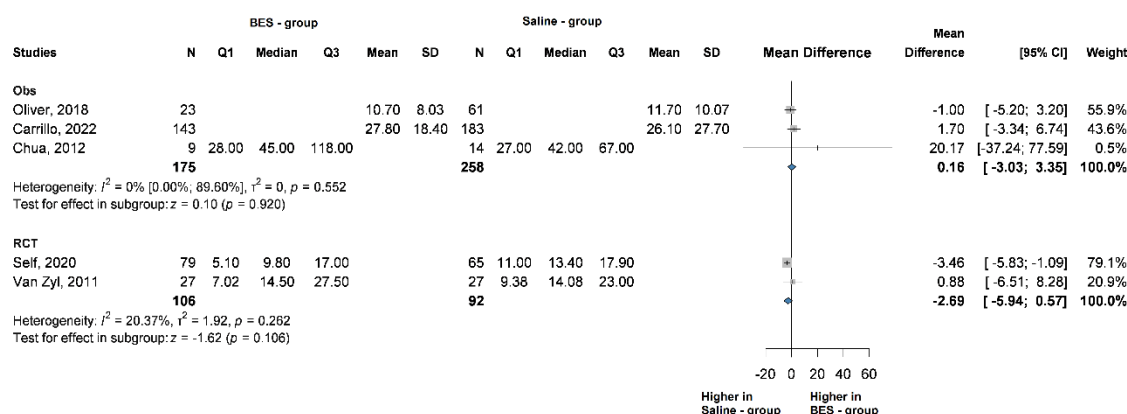 BES - group Saline - group
Mean
Studies N Q1 Median Q3 Mean SD N Q1 Median Q3 Mean SD Mean Difference Difference [95% CI] Weight
Obs
Oliver, 2018 23 10.70 8.03 61 11.70 10.07 -1.00 [ -5.20; 3.20] 55.9%
Carrillo, 2022 143 27.80 18.40 183 26.10 27.70 1.70 [ -3.34; 6.74] 43.6%
Chua, 2012 9 28.00 45.00 118.00 14 27.00 42.00 67.00 20.17 [-37.24; 77.59] 0.5%
175 258 0.16 [ -3.03; 3.35] 100.0%
Heterogeneity: I² = 0% [0.00%; 89.60%], τ² = 0, p = 0.552
Test for effect in subgroup: z = 0.10 (p = 0.920)
RCT
Self, 2020 79 5.10 9.80 17.00 65 11.00 13.40 17.90 -3.46 [ -5.83; -1.09] 79.1%
Van Zyl, 2011 27 7.02 14.50 27.50 27 9.38 14.08 23.00 0.88 [ -6.51; 8.28] 20.9%
106 92 -2.69 [ -5.94; 0.57] 100.0%
Heterogeneity: I² = 20.37%, τ² = 1.92, p = 0.262
Test for effect in subgroup: z = -1.62 (p = 0.106)
-20 0 20 40 60
Higher in Higher in
Saline - group BES - group